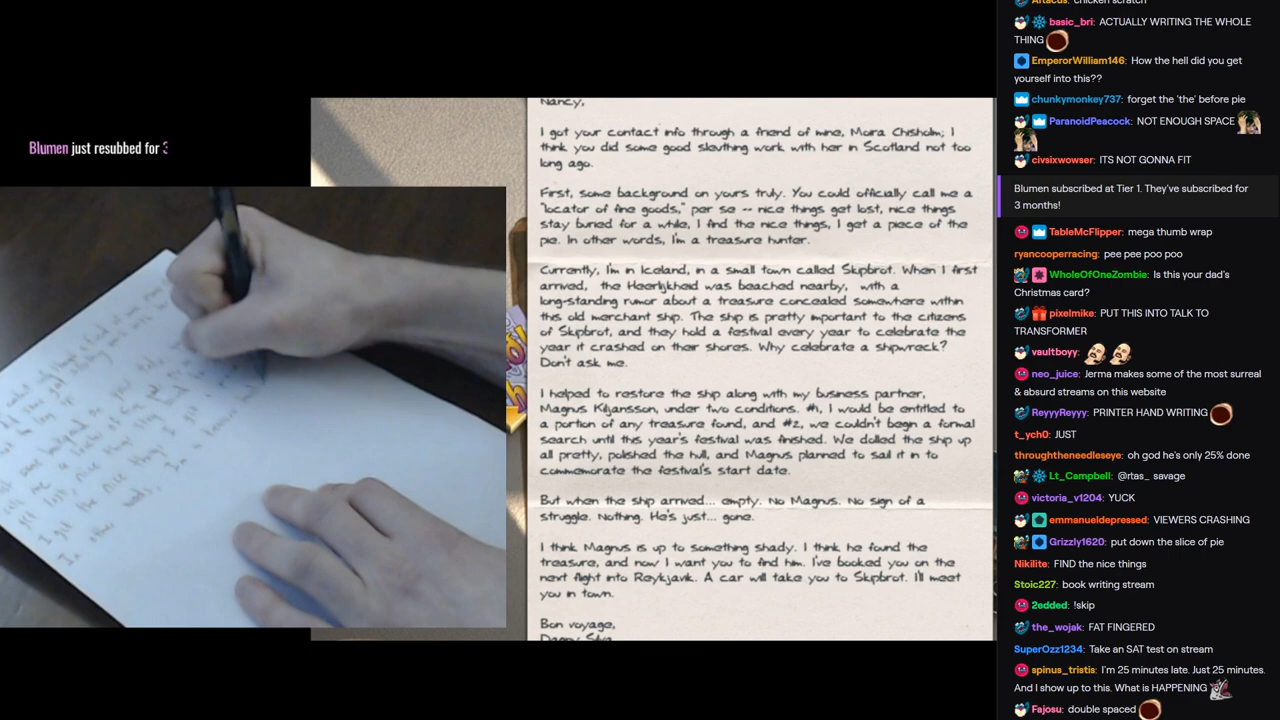 Blumen just resubbed for 3
Nancy,
I got your contact info through a friend of mine, Moira Chisholm; I
think you did some good sleuthing work with her in Scotland not too
long ago.
First, some background on yours truly. You could officially call me a
"locator of fine goods," per se -- nice things get lost, nice things
stay buried for a while, I find the nice things, I get a piece of the
pie. In other words, I'm a treasure hunter.
Currently, I'm in Iceland, in a small town called Skipbrot. When I first
arrived, the Heerlijkheid was beached nearby, with a
long-standing rumor about a treasure concealed somewhere within
this old merchant ship. The ship is pretty important to the citizens
of Skipbrot, and they hold a festival every year to celebrate the
year it crashed on their shores. Why celebrate a shipwreck?
Don't ask me.
I helped to restore the ship along with my business partner,
Magnus Kiljansson, under two conditions. #1, I would be entitled to
a portion of any treasure found, and #2, we couldn't begin a formal
search until this year's festival was finished. We dolled the ship up
all pretty, polished the hull, and Magnus planned to sail it in to
commemorate the festival's start date.
But when the ship arrived... empty. No Magnus. No sign of a
struggle. Nothing. He's just... gone.
I think Magnus is up to something shady. I think he found the
treasure, and now I want you to find him. I've booked you on the
next flight into Reykjavik. A car will take you to Skipbrot. I'll meet
you in town.
Bon voyage,
Dagny Silva
Artacus: chicken scratch
basic_bri: ACTUALLY WRITING THE WHOLE
THING
EmperorWilliam146: How the hell did you get
yourself into this??
chunkymonkey737: forget the 'the' before pie
ParanoidPeacock: NOT ENOUGH SPACE
civsixwowser: ITS NOT GONNA FIT
Blumen subscribed at Tier 1. They've subscribed for
3 months!
TableMcFlipper: mega thumb wrap
ryancooperracing: pee pee poo poo
WholeOfOneZombie: Is this your dad's
Christmas card?
pixelmike: PUT THIS INTO TALK TO
TRANSFORMER
vaultboyy:
neo_juice: Jerma makes some of the most surreal
& absurd streams on this website
ReyyyReyyy: PRINTER HAND WRITING
t_ych0: JUST
throughtheneedleseye: oh god he's only 25% done
Lt_Campbell: @rtas_ savage
victoria_v1204: YUCK
emmanueldepressed: VIEWERS CRASHING
Grizzly1620: put down the slice of pie
Nikilite: FIND the nice things
Stoic227: book writing stream
2edded: !skip
the_wojak: FAT FINGERED
SuperOzz1234: Take an SAT test on stream
spinus_tristis: I'm 25 minutes late. Just 25 minutes.
And I show up to this. What is HAPPENING
Fajosu: double spaced